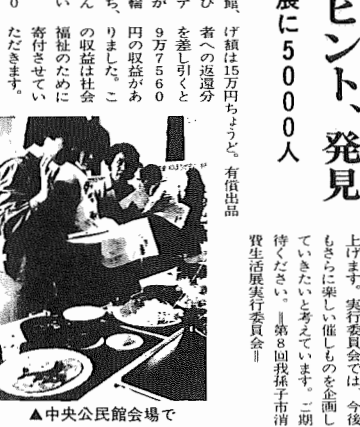 ヒント、発見
展に5000人
館、
ち、
ん
い
げ額は15万円ちょうど。有償出品
者への返還分
を差し引くと
9万7560
円の収益があ
りました。こ
の収益は社会
福祉のために
寄付させてい
ただきます。
上げます。実行委員会では、今後
もさらに楽しい催しものを企画し
ていきたいと考えています。ご期
待ください。＝第8回我孫子市消
費生活展実行委員会＝
▲中央公民館会場で